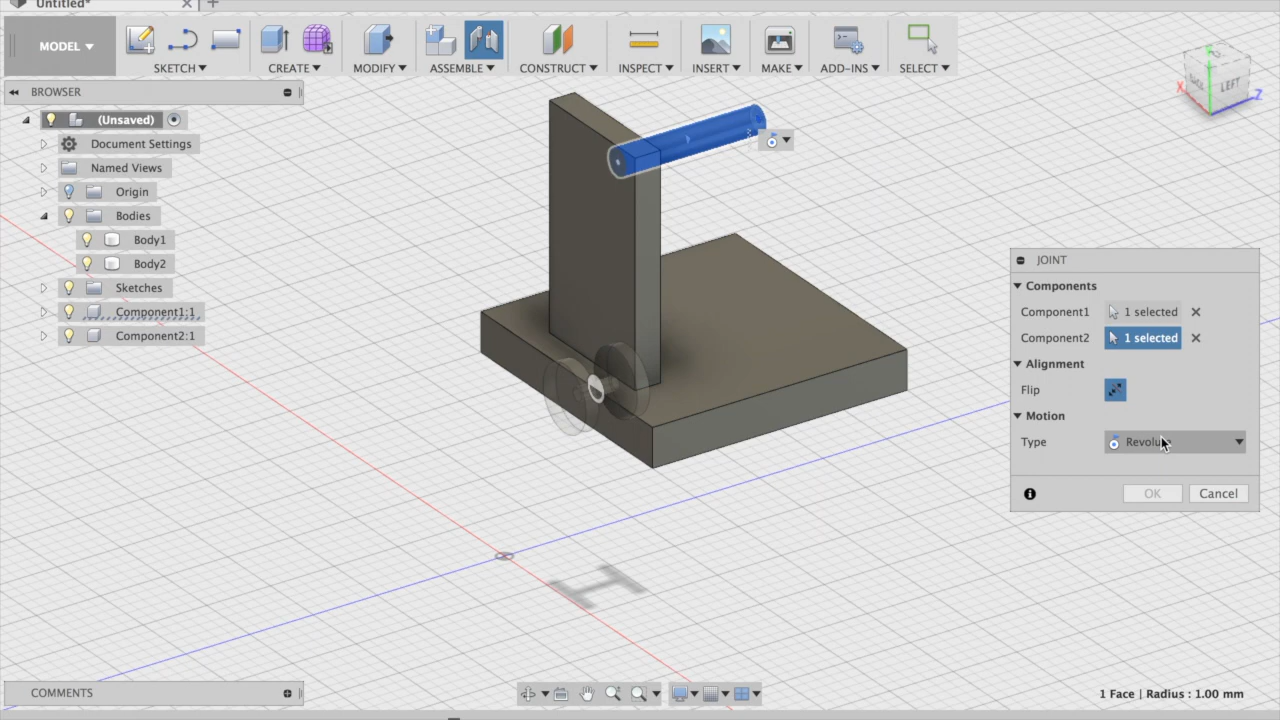 Untitled*
MODEL
SKETCH
CREATE
MODIFY
ASSEMBLE
CONSTRUCT
INSPECT
INSERT
MAKE
ADD-INS
SELECT
BACK
LEFT
X
Y
Z
BROWSER
(Unsaved)
Document Settings
Named Views
Origin
Bodies
Body1
Body2
Sketches
Component1:1
Component2:1
JOINT
Components
Component1 1 selected
Component2 1 selected
Alignment
Flip
Motion
Type Revolute
OK Cancel
COMMENTS
1 Face | Radius : 1.00 mm